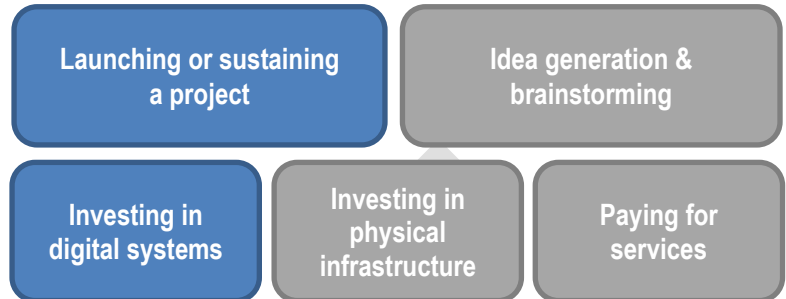 Launching or sustaining
a project
Idea generation &
brainstorming
Investing in
digital systems
Investing in
physical
infrastructure
Paying for
services